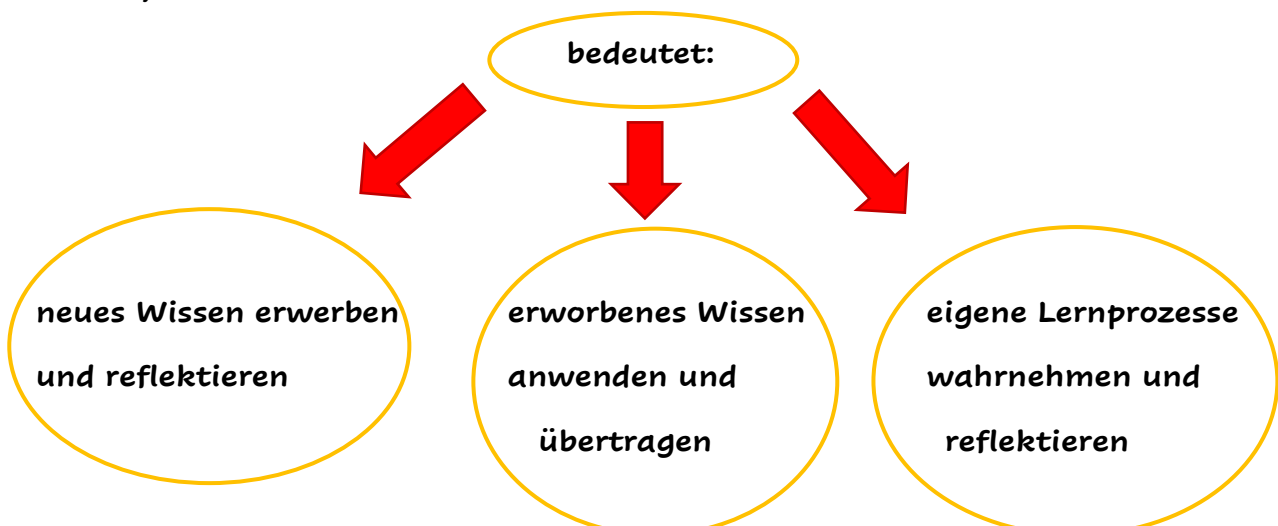 bedeutet:
neues Wissen erwerben
und reflektieren
erworbenes Wissen
anwenden und
übertragen
eigene Lernprozesse
wahrnehmen und
reflektieren